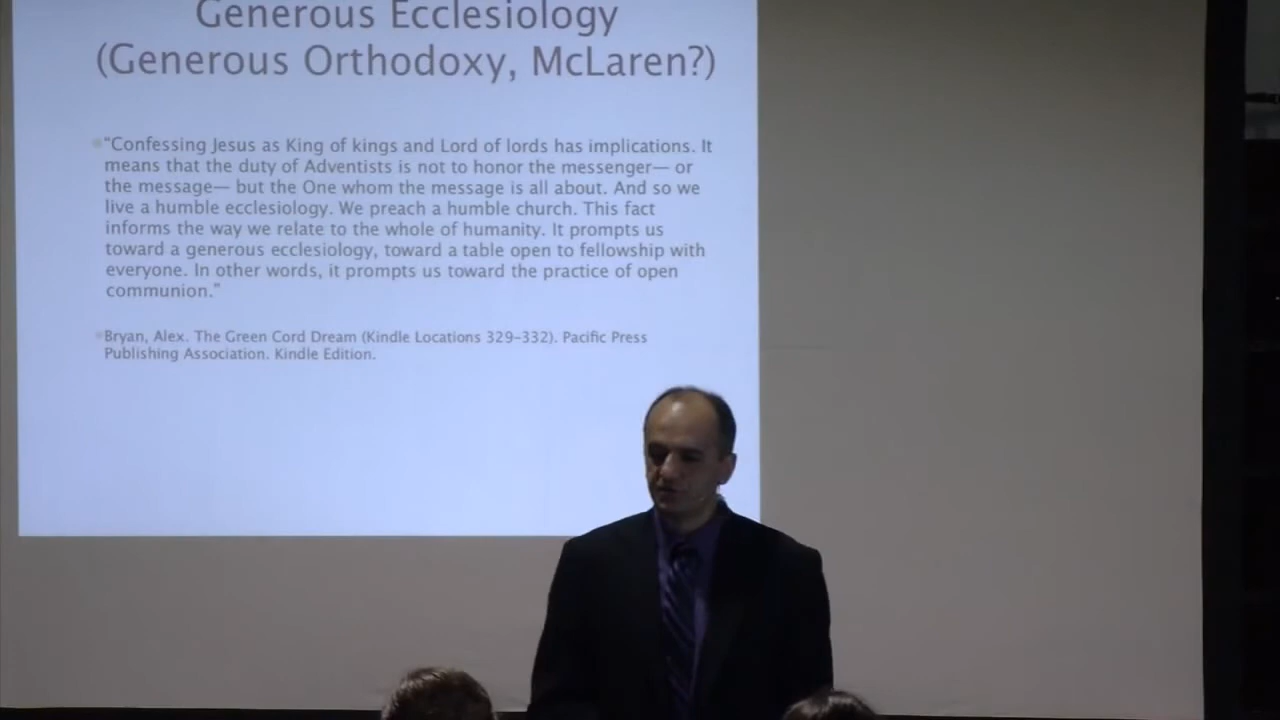 Generous Ecclesiology
(Generous Orthodoxy, McLaren?)
“Confessing Jesus as King of kings and Lord of lords has implications. It
means that the duty of Adventists is not to honor the messenger— or
the message— but the One whom the message is all about. And so we
live a humble ecclesiology. We preach a humble church. This fact
informs the way we relate to the whole of humanity. It prompts us
toward a generous ecclesiology, toward a table open to fellowship with
everyone. In other words, it prompts us toward the practice of open
communion.”
Bryan, Alex. The Green Cord Dream (Kindle Locations 329-332). Pacific Press
Publishing Association. Kindle Edition.